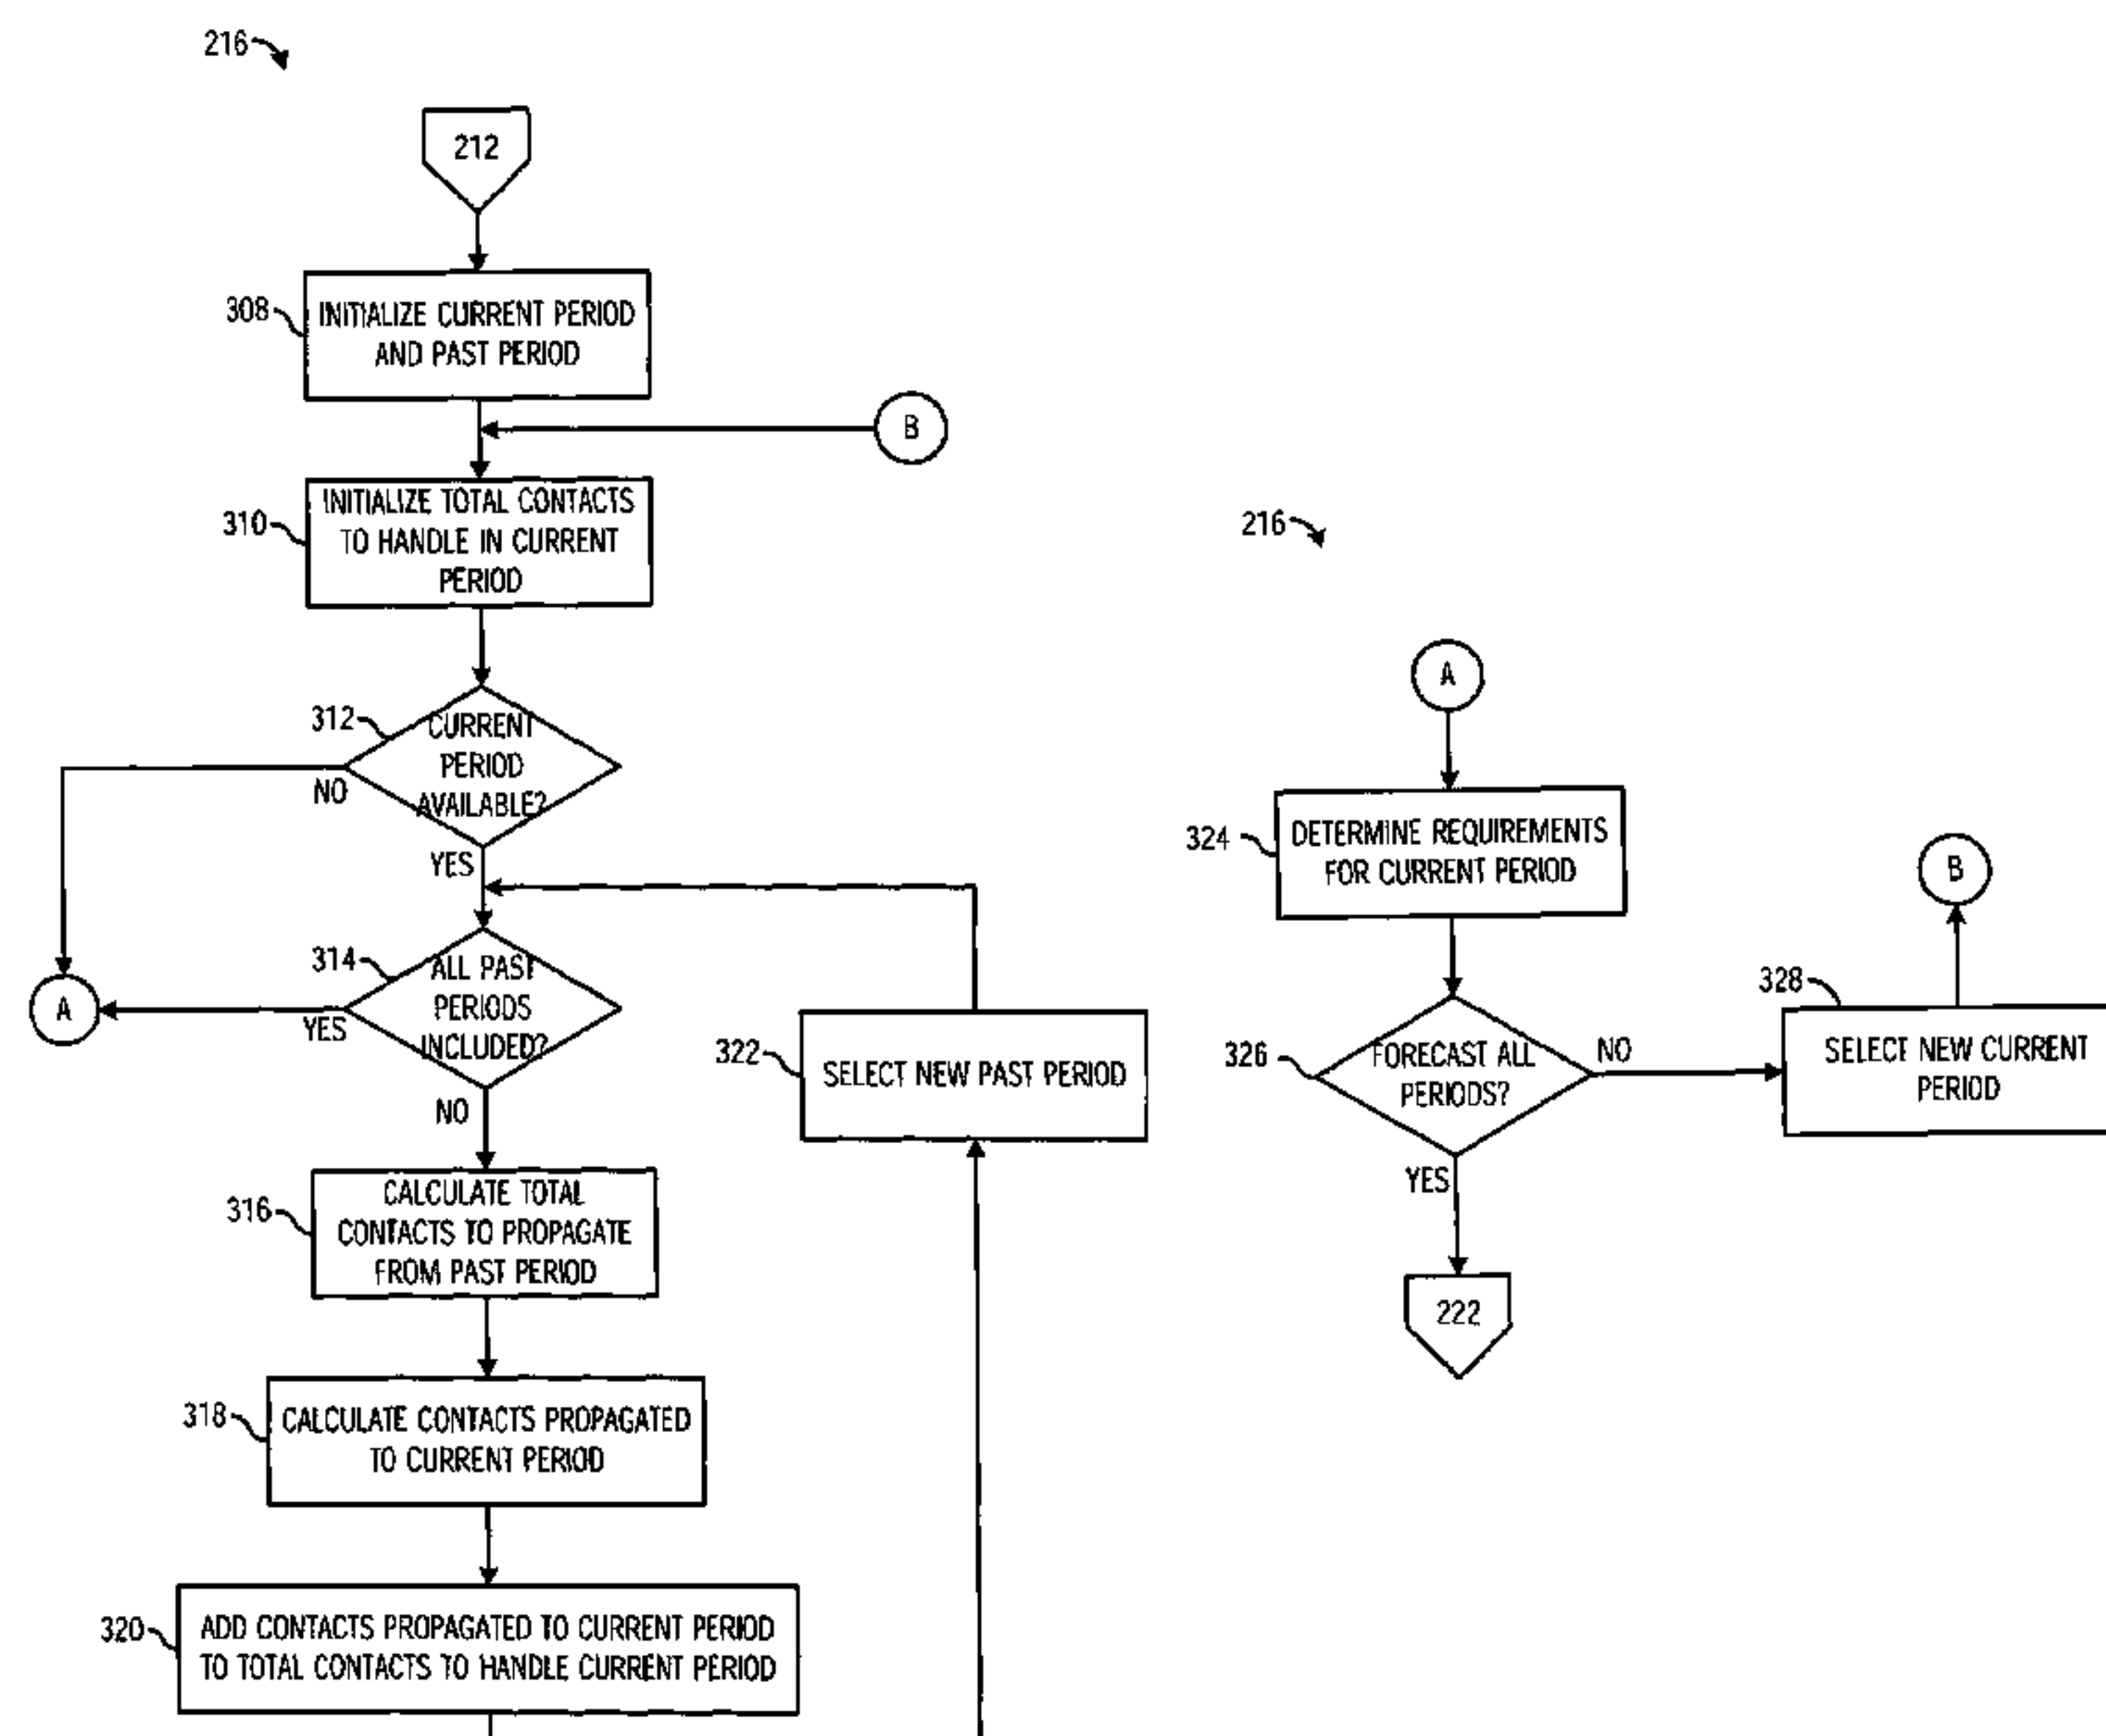 216
212
308
INITIALIZE CURRENT PERIOD
AND PAST PERIOD
B
310
INITIALIZE TOTAL CONTACTS
TO HANDLE IN CURRENT
PERIOD
312
CURRENT
PERIOD
AVAILABLE?
NO
YES
314
ALL PAST
PERIODS
INCLUDED?
A
YES
NO
322
SELECT NEW PAST PERIOD
316
CALCULATE TOTAL
CONTACTS TO PROPAGATE
FROM PAST PERIOD
318
CALCULATE CONTACTS PROPAGATED
TO CURRENT PERIOD
320
ADD CONTACTS PROPAGATED TO CURRENT PERIOD
TO TOTAL CONTACTS TO HANDLE CURRENT PERIOD
216
A
324
DETERMINE REQUIREMENTS
FOR CURRENT PERIOD
B
326
FORECAST ALL
PERIODS?
NO
328
SELECT NEW CURRENT
PERIOD
YES
222